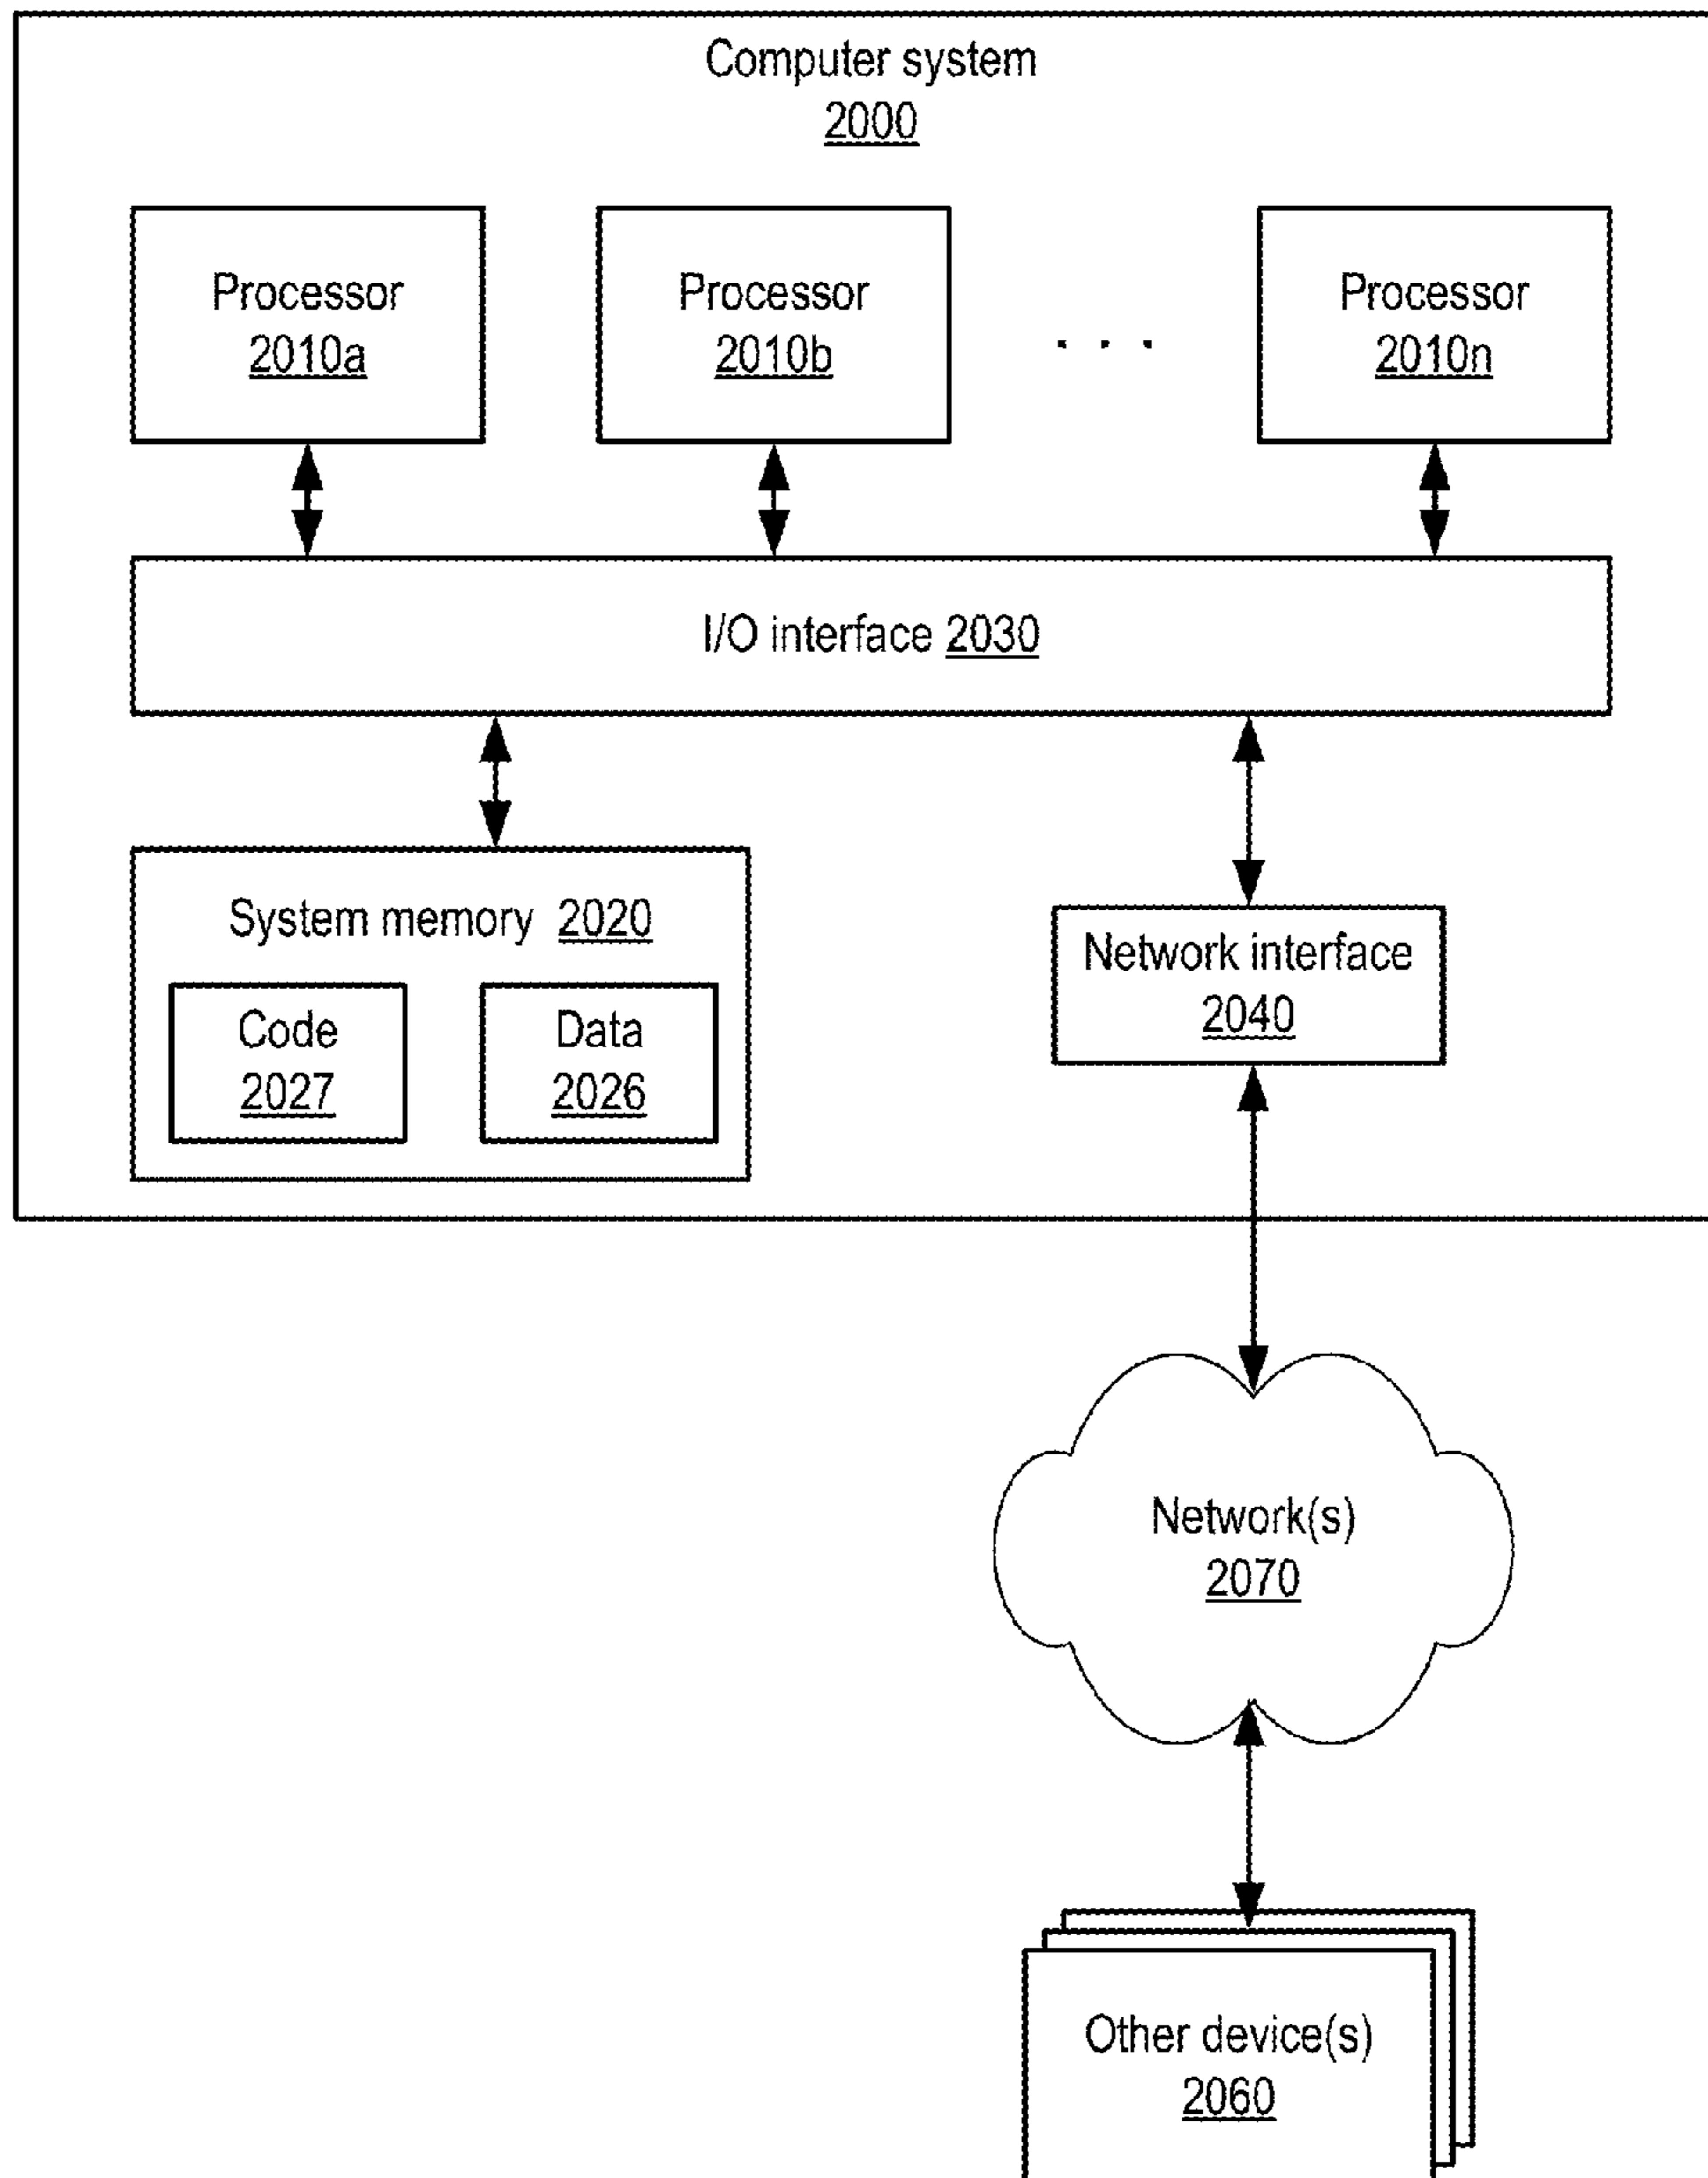 Computer system
2000
Processor
2010a
Processor
2010b
. . .
Processor
2010n
I/O interface 2030
System memory 2020
Code
2027
Data
2026
Network interface
2040
Network(s)
2070
Other device(s)
2060